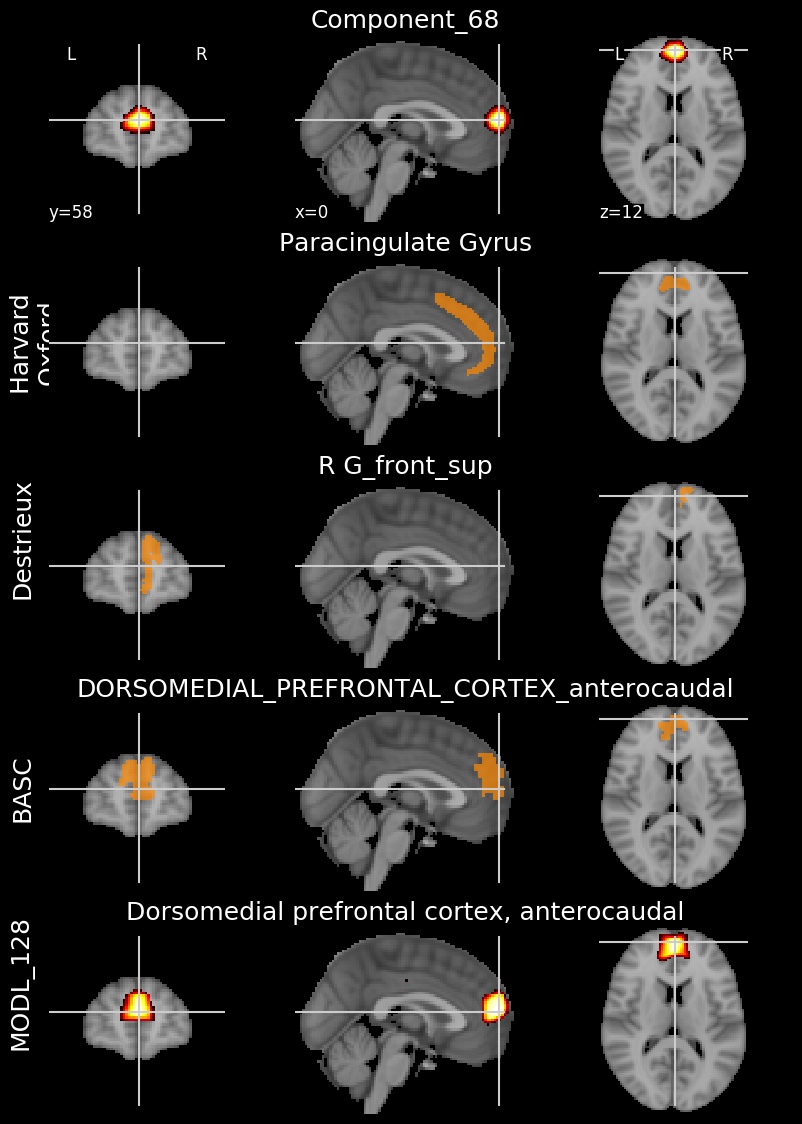 Component_68
L R L R
y=58 x=0 z=12
Paracingulate Gyrus
Harvard
R G_front_sup
Destrieux
DORSOMEDIAL_PREFRONTAL_CORTEX_anterocaudal
BASC
Dorsomedial prefrontal cortex, anterocaudal
MODL_128